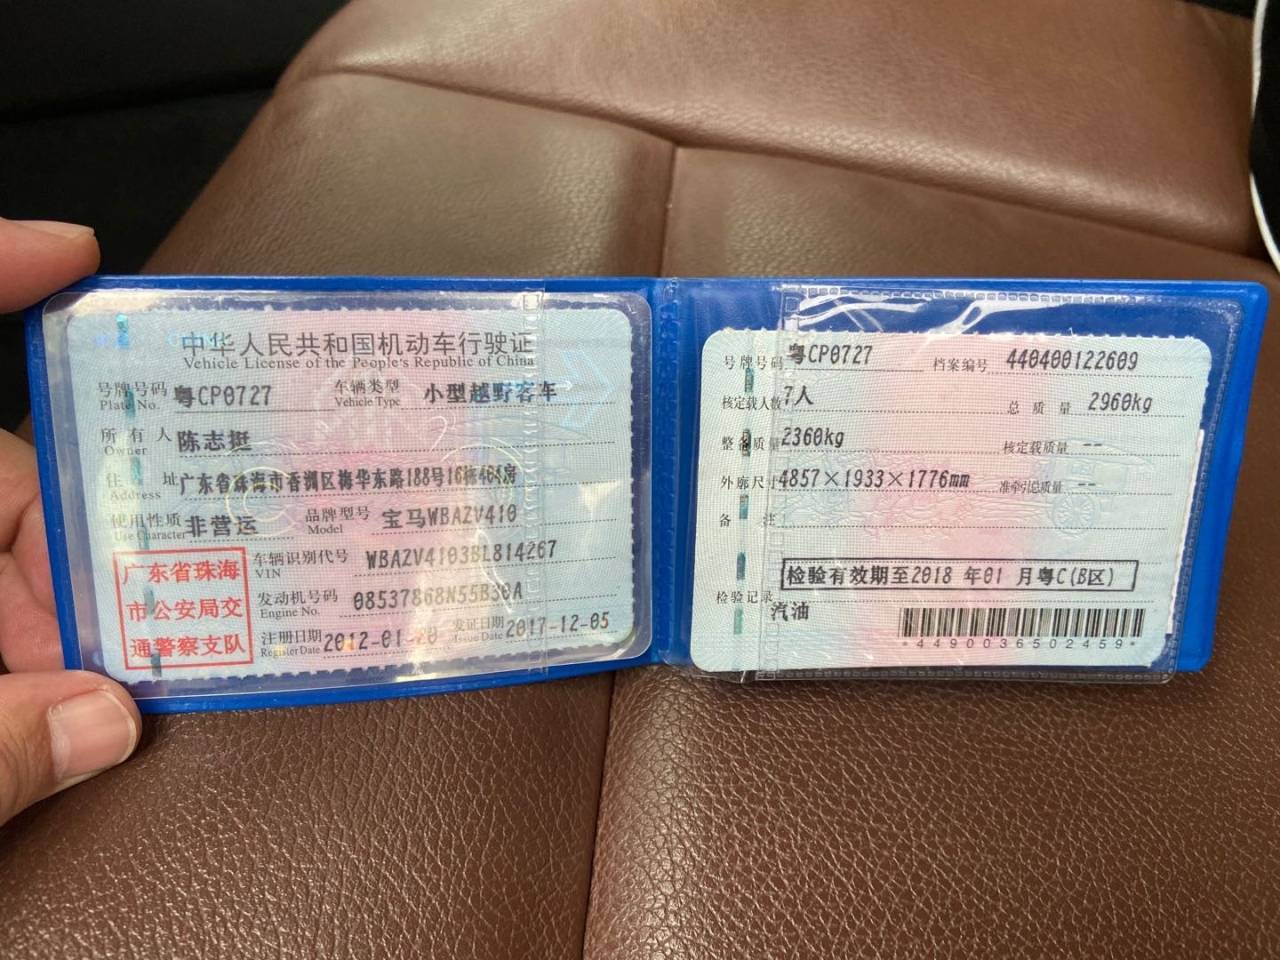 中华人民共和国机动车行驶证
Vehicle License of the People's Republic of China
号牌号码 粤CP0727 车辆类型 小型越野客车
Plate No. Vehicle Type
所有人 陈志挺
Owner
住址 广东省珠海市香洲区梅华东路188号16栋404房
Address
使用性质 非营运 品牌型号 宝马WBAZV410
Use Character Model
车辆识别代号 WBAZV4103BL814267
VIN
发动机号码 08537868N55B30A
Engine No.
注册日期 2012-01-20 发证日期 2017-12-05
Register Date Issue Date
广东省珠海
市公安局交
通警察支队
号牌号码 粤CP0727 档案编号 440400122609
核定载人数 7人 总质量 2960kg
整备质量 2360kg 核定载质量 --
外廓尺寸 4857×1933×1776mm 准牵引总质量 --
备注
检验有效期至2018 年01 月粤C(B区)
检验记录
汽油
*4490036502459*